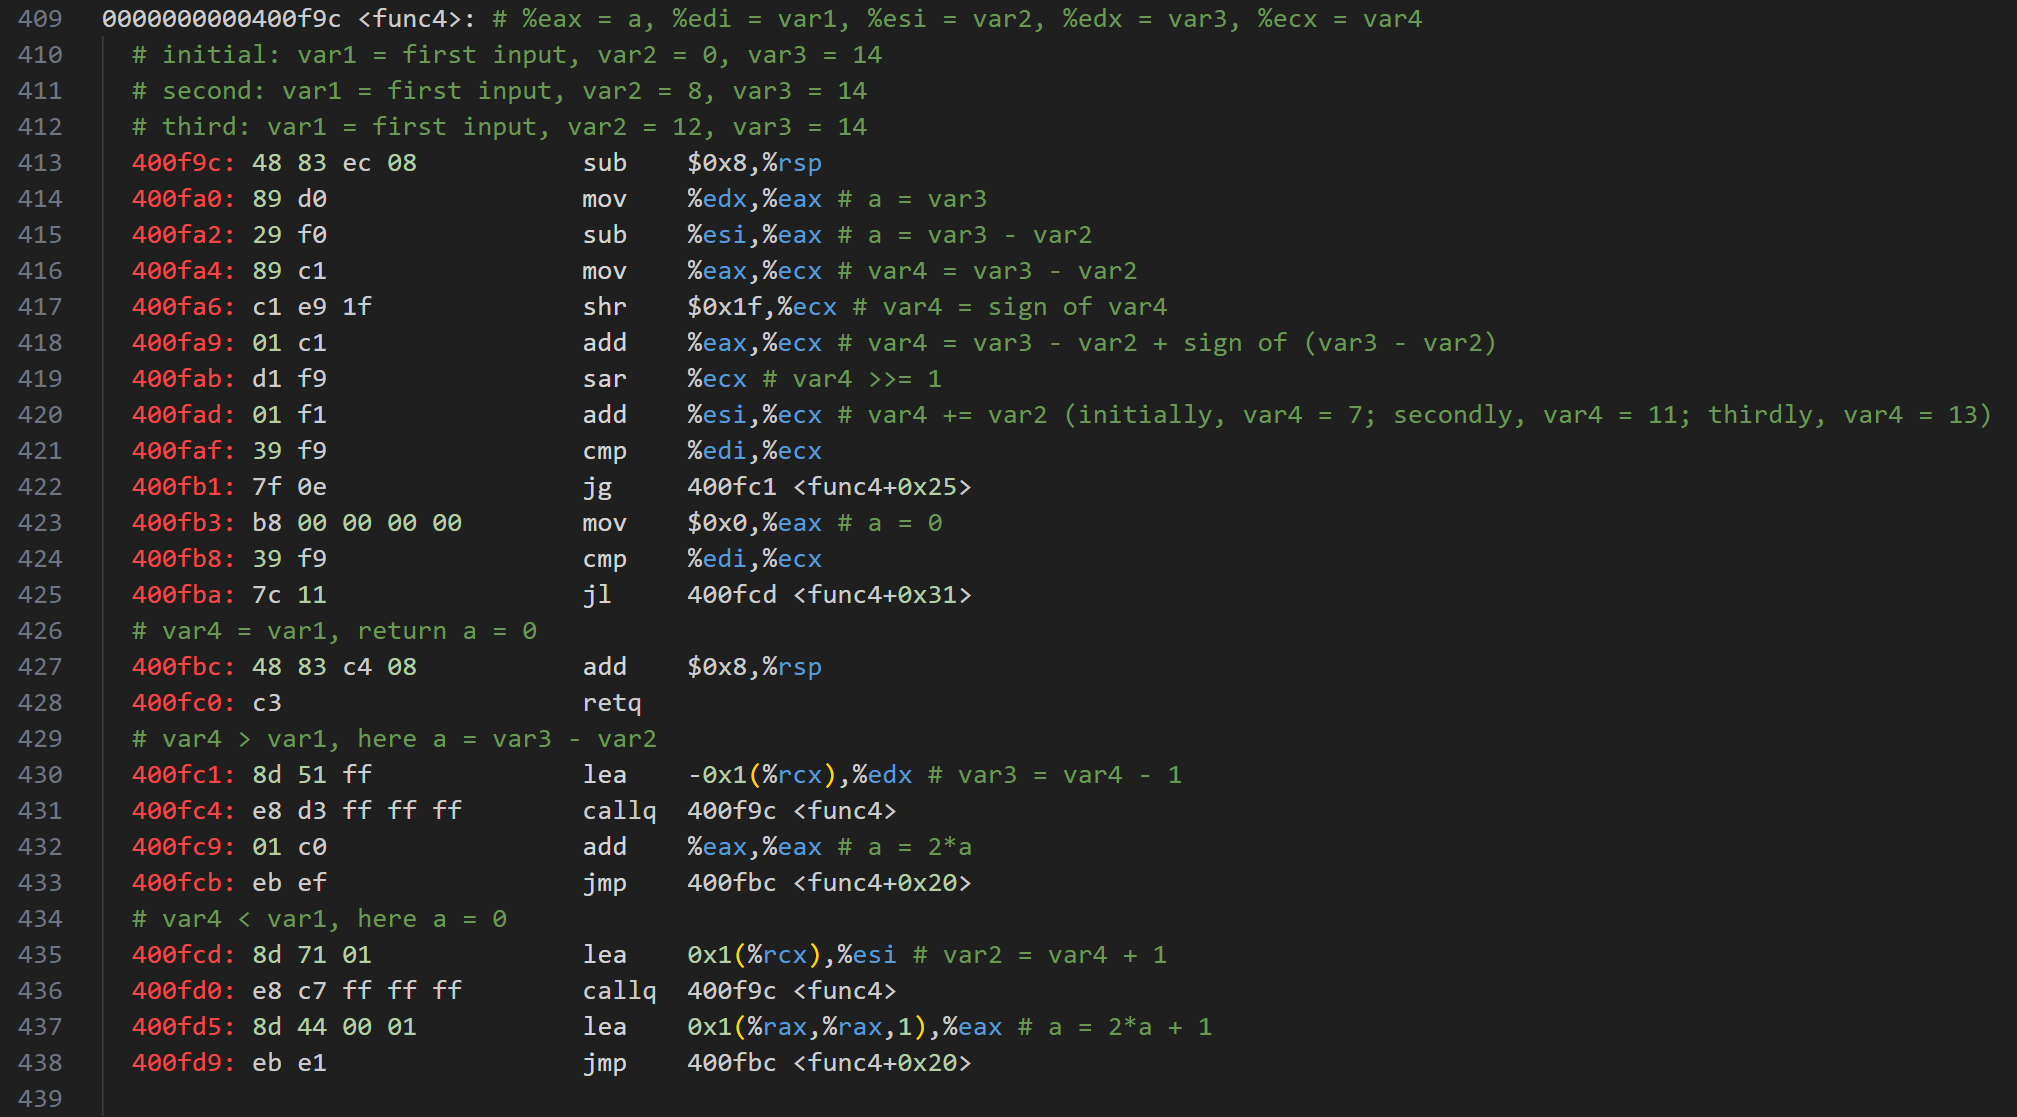 409 0000000000400f9c <func4>: # %eax = a, %edi = var1, %esi = var2, %edx = var3, %ecx = var4
410 # initial: var1 = first input, var2 = 0, var3 = 14
411 # second: var1 = first input, var2 = 8, var3 = 14
412 # third: var1 = first input, var2 = 12, var3 = 14
413 400f9c: 48 83 ec 08 sub $0x8,%rsp
414 400fa0: 89 d0 mov %edx,%eax # a = var3
415 400fa2: 29 f0 sub %esi,%eax # a = var3 - var2
416 400fa4: 89 c1 mov %eax,%ecx # var4 = var3 - var2
417 400fa6: c1 e9 1f shr $0x1f,%ecx # var4 = sign of var4
418 400fa9: 01 c1 add %eax,%ecx # var4 = var3 - var2 + sign of (var3 - var2)
419 400fab: d1 f9 sar %ecx # var4 >>= 1
420 400fad: 01 f1 add %esi,%ecx # var4 += var2 (initially, var4 = 7; secondly, var4 = 11; thirdly, var4 = 13)
421 400faf: 39 f9 cmp %edi,%ecx
422 400fb1: 7f 0e jg 400fc1 <func4+0x25>
423 400fb3: b8 00 00 00 00 mov $0x0,%eax # a = 0
424 400fb8: 39 f9 cmp %edi,%ecx
425 400fba: 7c 11 jl 400fcd <func4+0x31>
426 # var4 = var1, return a = 0
427 400fbc: 48 83 c4 08 add $0x8,%rsp
428 400fc0: c3 retq
429 # var4 > var1, here a = var3 - var2
430 400fc1: 8d 51 ff lea -0x1(%rcx),%edx # var3 = var4 - 1
431 400fc4: e8 d3 ff ff ff callq 400f9c <func4>
432 400fc9: 01 c0 add %eax,%eax # a = 2*a
433 400fcb: eb ef jmp 400fbc <func4+0x20>
434 # var4 < var1, here a = 0
435 400fcd: 8d 71 01 lea 0x1(%rcx),%esi # var2 = var4 + 1
436 400fd0: e8 c7 ff ff ff callq 400f9c <func4>
437 400fd5: 8d 44 00 01 lea 0x1(%rax,%rax,1),%eax # a = 2*a + 1
438 400fd9: eb e1 jmp 400fbc <func4+0x20>
439